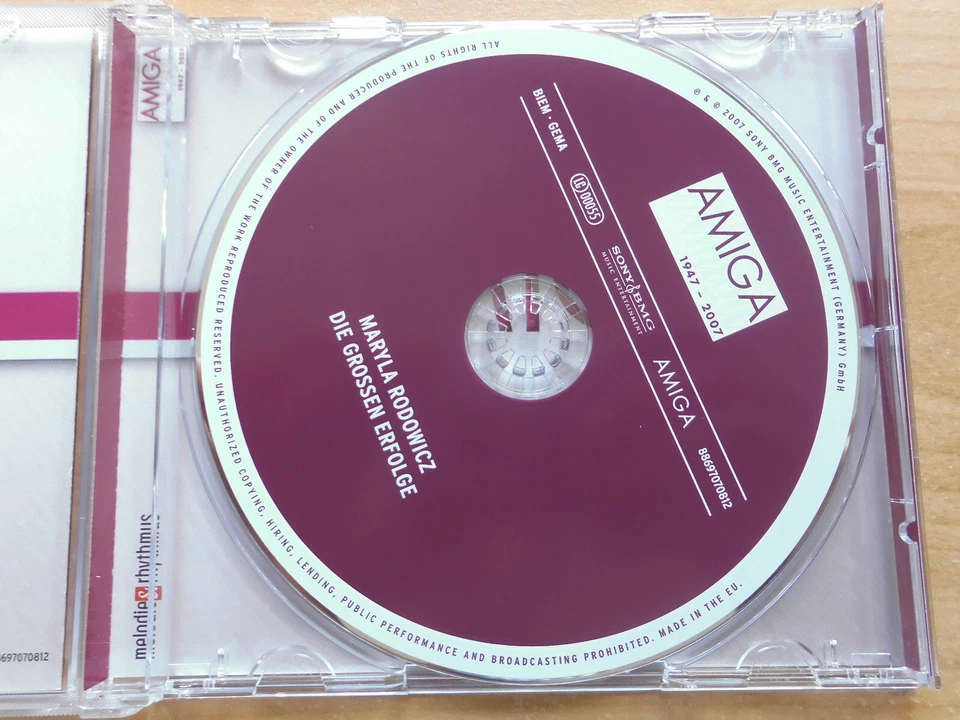 AMIGA
1947 - 2007
℗ & © 2007 SONY BMG MUSIC ENTERTAINMENT (GERMANY) GmbH
BIEM · GEMA
LC 00055
SONY BMG
MUSIC ENTERTAINMENT
AMIGA
88697070812
MARYLA RODOWICZ
DIE GROSSEN ERFOLGE
ALL RIGHTS OF THE PRODUCER AND OF THE OWNER OF THE WORK REPRODUCED RESERVED. UNAUTHORIZED COPYING, HIRING, LENDING, PUBLIC PERFORMANCE AND BROADCASTING PROHIBITED. MADE IN THE EU.
AMIGA
melodie&rhythmus
697070812